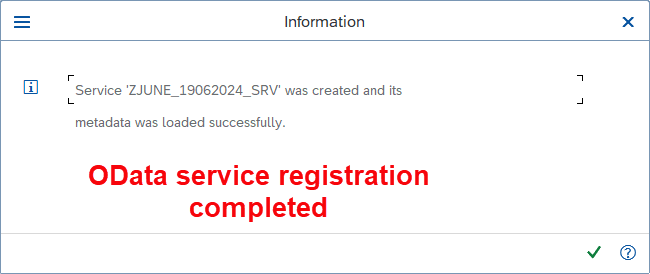 Information
Service 'ZJUNE_19062024_SRV' was created and its
metadata was loaded successfully.
OData service registration
completed